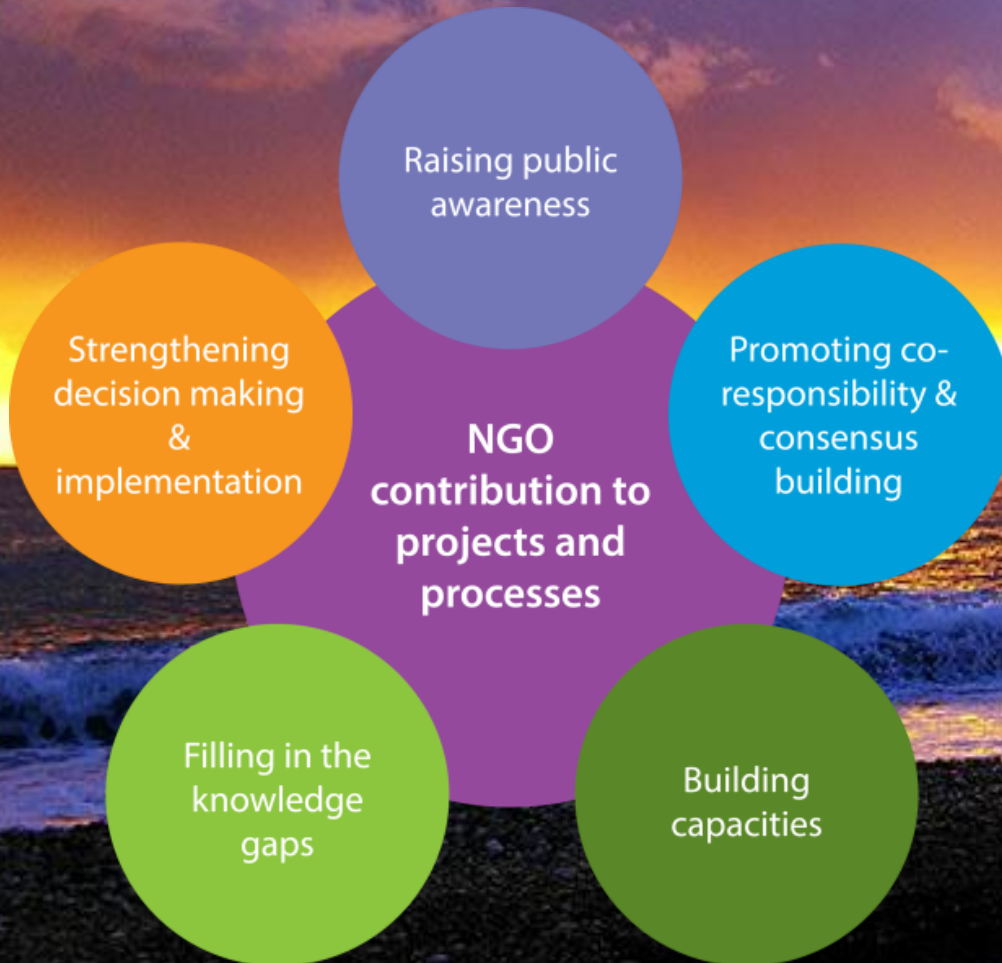 Raising public
awareness
Strengthening
decision making
&
implementation
Promoting co-
responsibility &
consensus
building
NGO
contribution to
projects and
processes
Filling in the
knowledge
gaps
Building
capacities